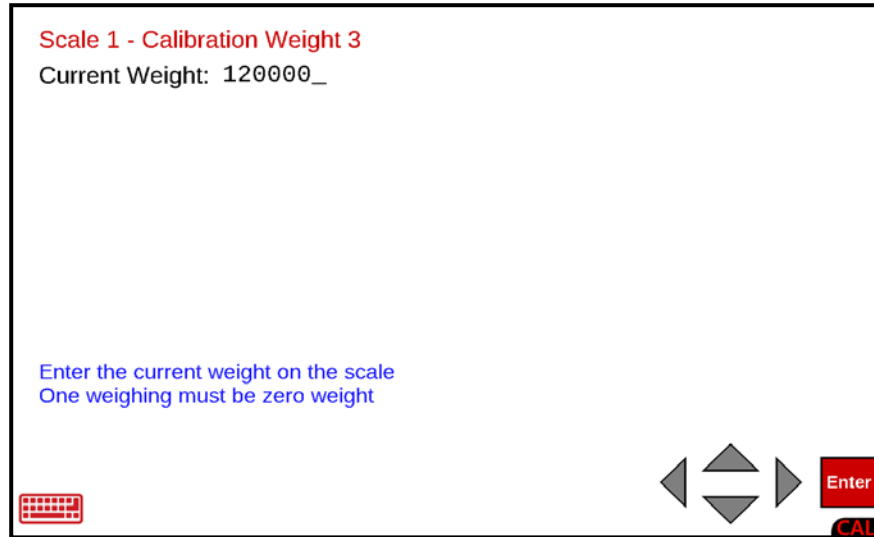 Scale 1 - Calibration Weight 3
Current Weight: 120000_
Enter the current weight on the scale
One weighing must be zero weight
Enter
CAL